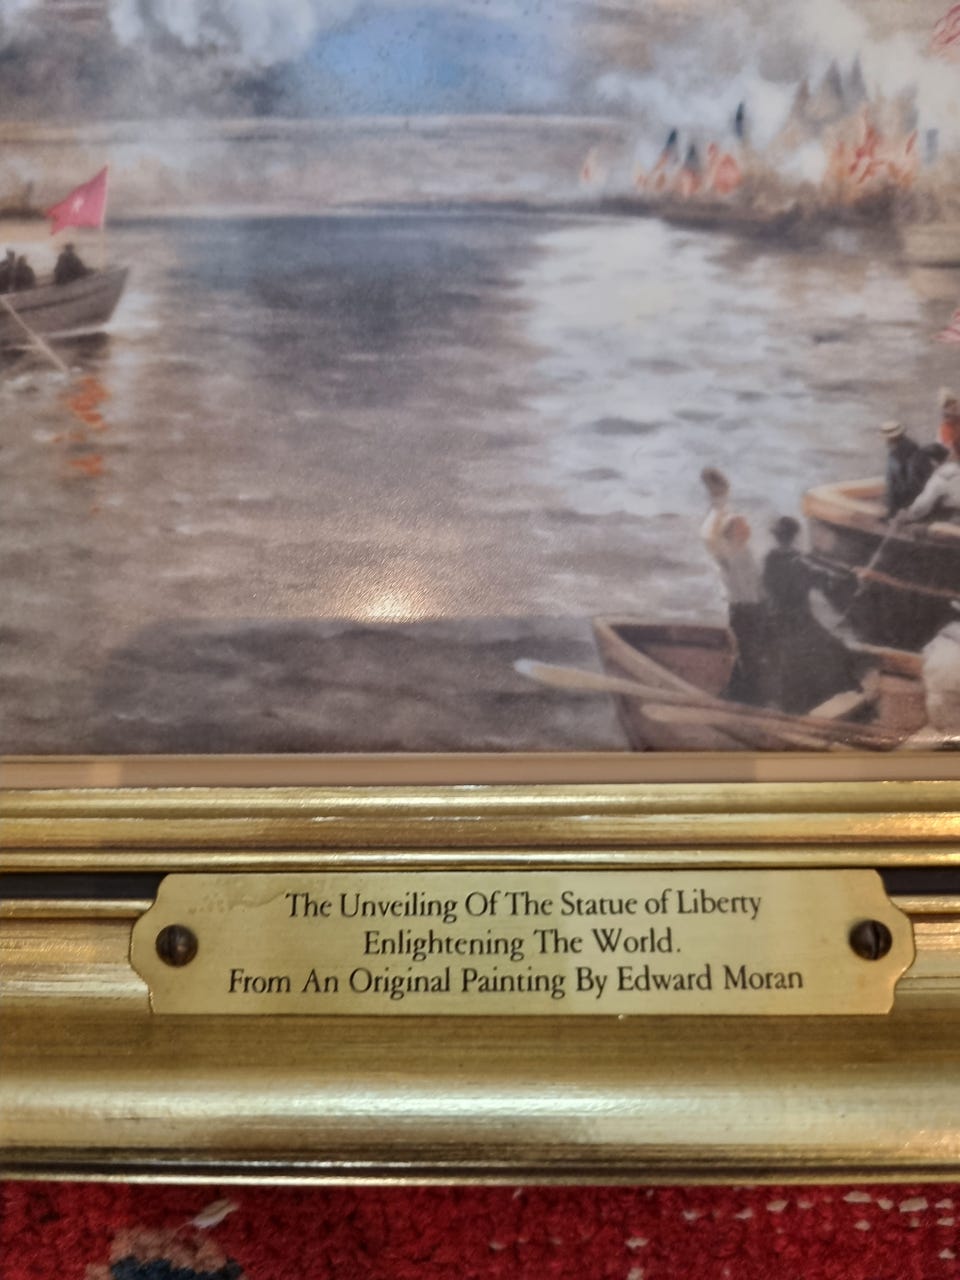 The Unveiling Of The Statue of Liberty
Enlightening The World.
From An Original Painting By Edward Moran